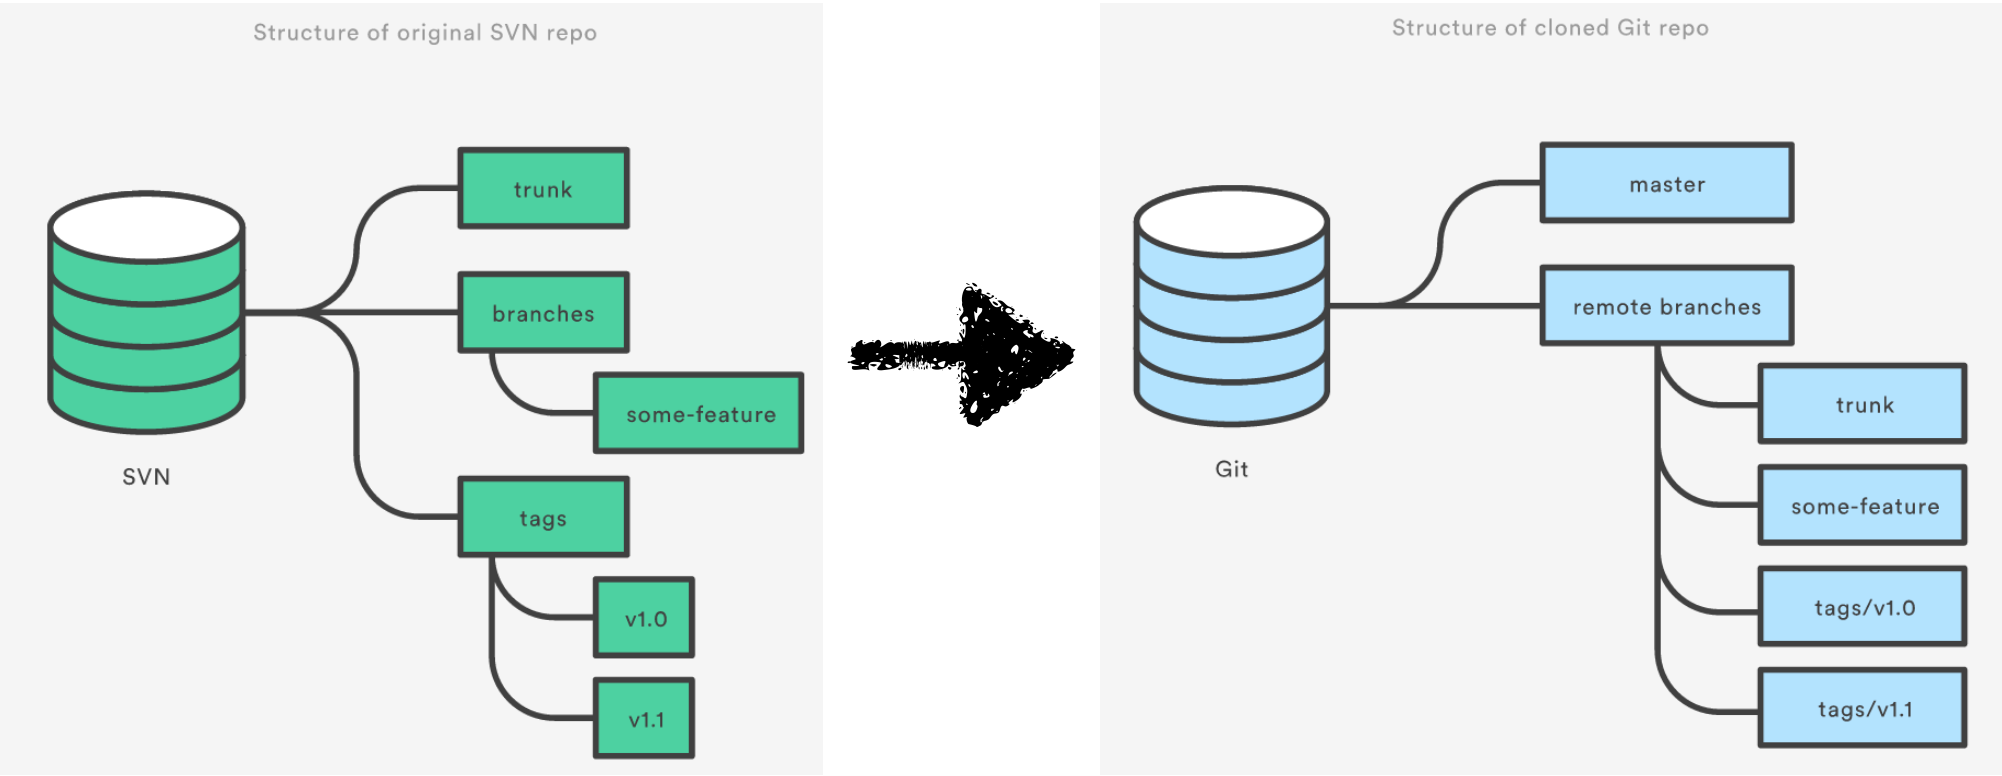 Structure of original SVN repo
trunk
branches
some-feature
SVN
tags
v1.0
v1.1
Structure of cloned Git repo
master
remote branches
trunk
Git
some-feature
tags/v1.0
tags/v1.1